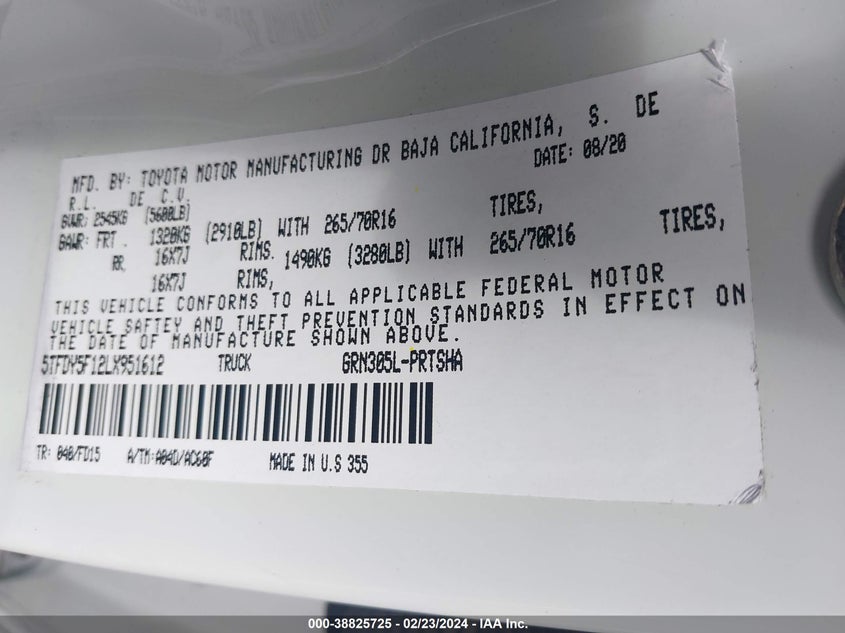 MFD. BY: TOYOTA MOTOR MANUFACTURING DR BAJA CALIFORNIA, S. DE
R.L. DE C.V. DATE: 08/20
GVWR: 2545KG (5600LB)
GAWR: FRT. 1320KG (2910LB) WITH 265/70R16 TIRES,
16X7J RIMS.
RR. 1490KG (3280LB) WITH 265/70R16 TIRES,
16X7J RIMS,
THIS VEHICLE CONFORMS TO ALL APPLICABLE FEDERAL MOTOR
VEHICLE SAFTEY AND THEFT PREVENTION STANDARDS IN EFFECT ON
THE DATE OF MANUFACTURE SHOWN ABOVE.
5TFDY5F12LX951612 TRUCK GRN305L-PRTSHA
TR: 040/FD15 A/TM:A04D/AC60F MADE IN U.S 355
000-38825725 - 02/23/2024 - IAA Inc.